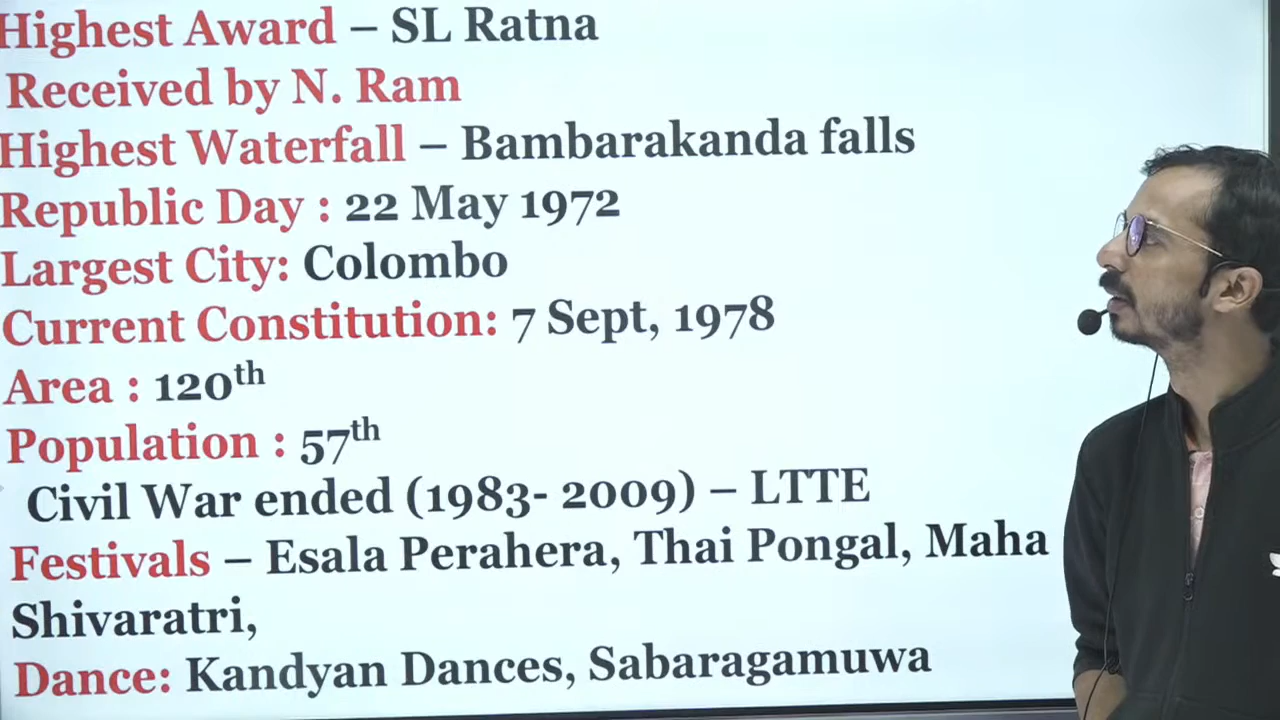 Highest Award – SL Ratna
Received by N. Ram
Highest Waterfall – Bambarakanda falls
Republic Day : 22 May 1972
Largest City: Colombo
Current Constitution: 7 Sept, 1978
Area : 120th
Population : 57th
Civil War ended (1983- 2009) – LTTE
Festivals – Esala Perahera, Thai Pongal, Maha
Shivaratri,
Dance: Kandyan Dances, Sabaragamuwa